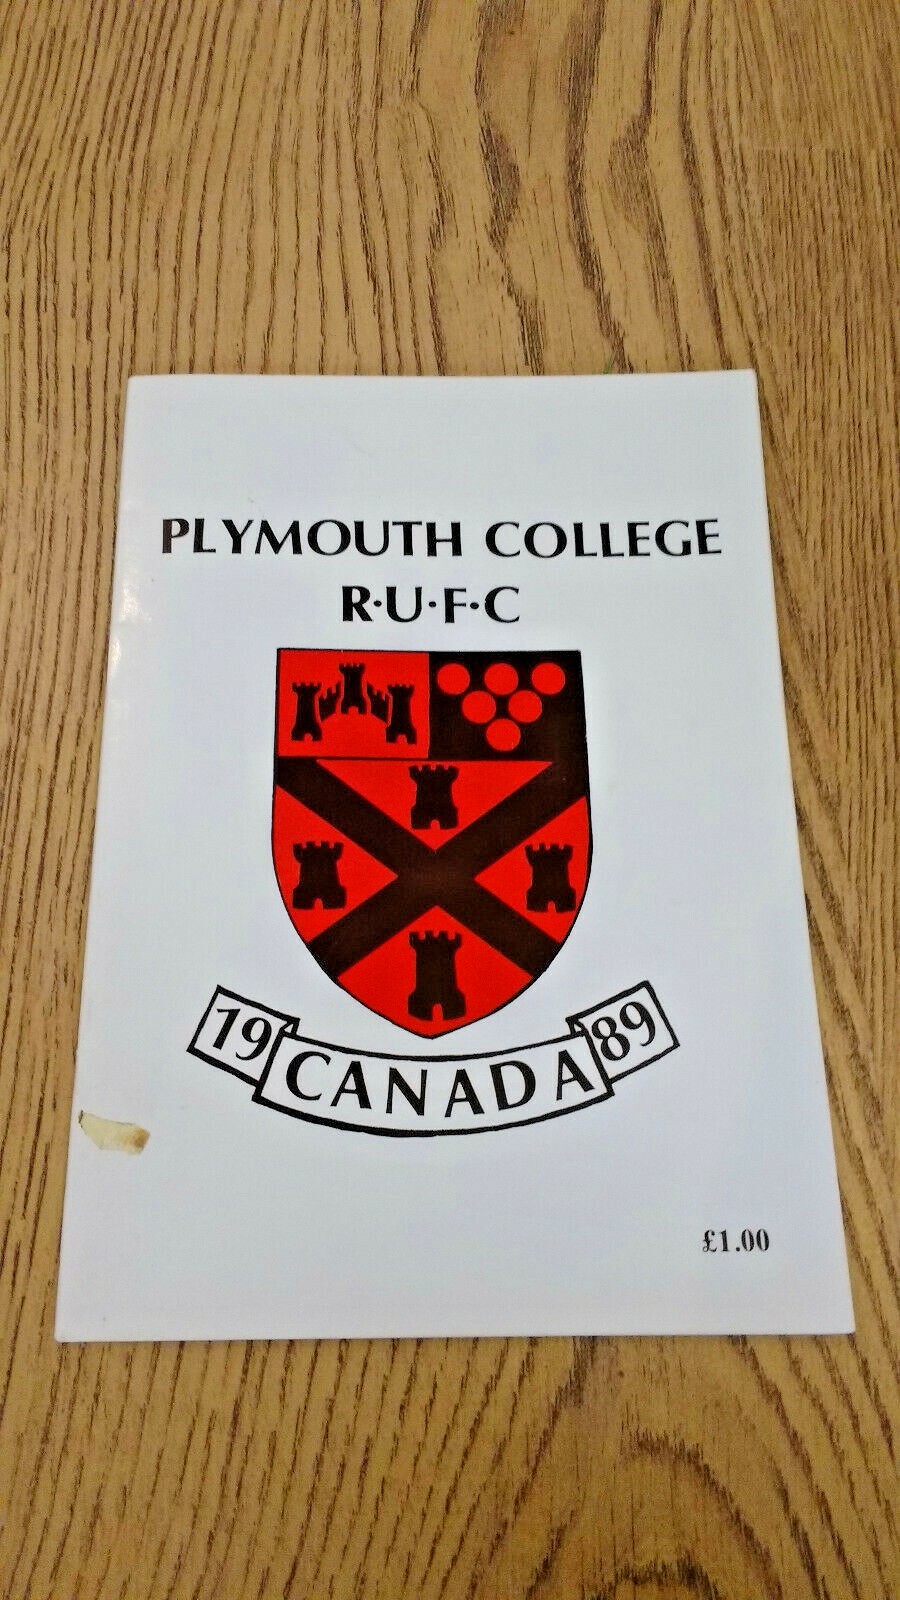 PLYMOUTH COLLEGE
R·U·F·C
19 CANADA 89
£1.00